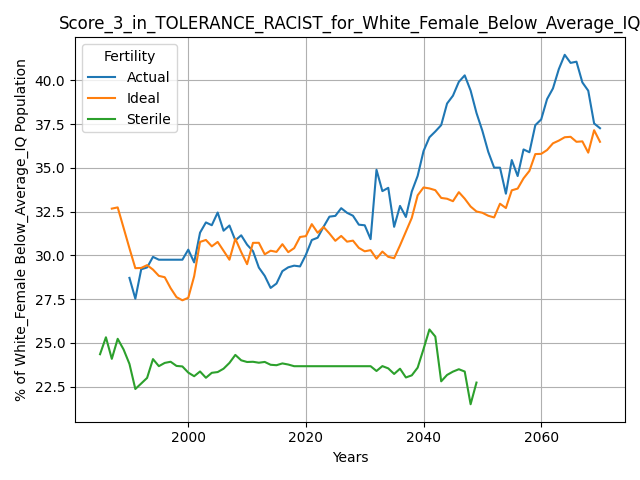 Score_3_in_TOLERANCE_RACIST_for_White_Female_Below_Average_IQ
% of White_Female Below_Average_IQ Population
Fertility
Actual
Ideal
Sterile
40.0
37.5
35.0
32.5
30.0
27.5
25.0
22.5
2000 2020 2040 2060
Years